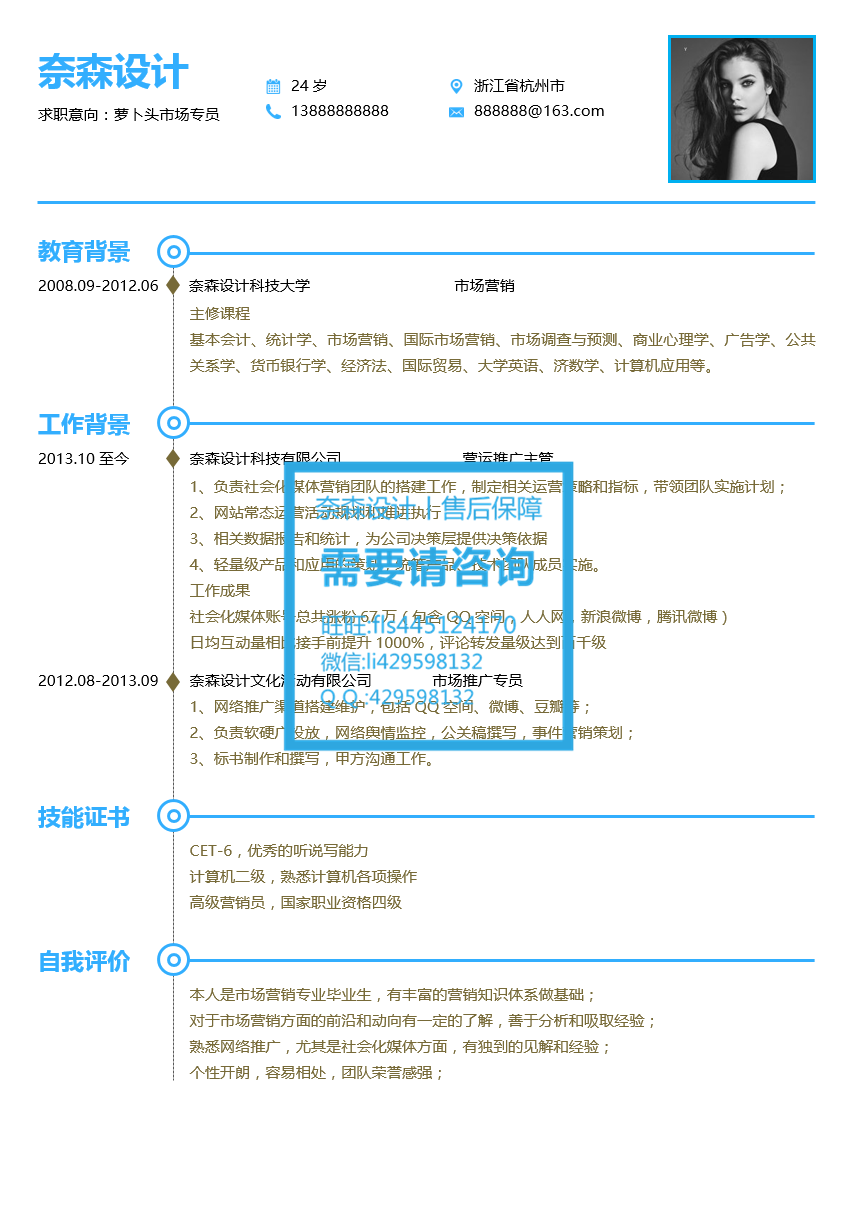 奈森设计
求职意向：萝卜头市场专员
24 岁
浙江省杭州市
13888888888
888888@163.com
教育背景
2008.09-2012.06 奈森设计科技大学 市场营销
主修课程
基本会计、统计学、市场营销、国际市场营销、市场调查与预测、商业心理学、广告学、公共
关系学、货币银行学、经济法、国际贸易、大学英语、济数学、计算机应用等。
工作背景
2013.10 至今 奈森设计科技有限公司 营运推广主管
1、负责社会化媒体营销团队的搭建工作，制定相关运营策略和指标，带领团队实施计划；
2、网站常态运营活动规划和推进执行
3、相关数据报告和统计，为公司决策层提供决策依据
4、轻量级产品和应用的策划，统筹产品、技术团队成员实施。
工作成果
社会化媒体账号总共涨粉 67 万（包含 QQ 空间，人人网，新浪微博，腾讯微博）
日均互动量相比接手前提升 1000%，评论转发量级达到百千级
2012.08-2013.09 奈森设计文化活动有限公司 市场推广专员
1、网络推广渠道搭建维护，包括 QQ 空间、微博、豆瓣等；
2、负责软硬广投放，网络舆情监控，公关稿撰写，事件营销策划；
3、标书制作和撰写，甲方沟通工作。
奈森设计丨售后保障
需要请咨询
旺旺:fls445124170
微信:li429598132
Q Q :429598132
技能证书
CET-6，优秀的听说写能力
计算机二级，熟悉计算机各项操作
高级营销员，国家职业资格四级
自我评价
本人是市场营销专业毕业生，有丰富的营销知识体系做基础；
对于市场营销方面的前沿和动向有一定的了解，善于分析和吸取经验；
熟悉网络推广，尤其是社会化媒体方面，有独到的见解和经验；
个性开朗，容易相处，团队荣誉感强；